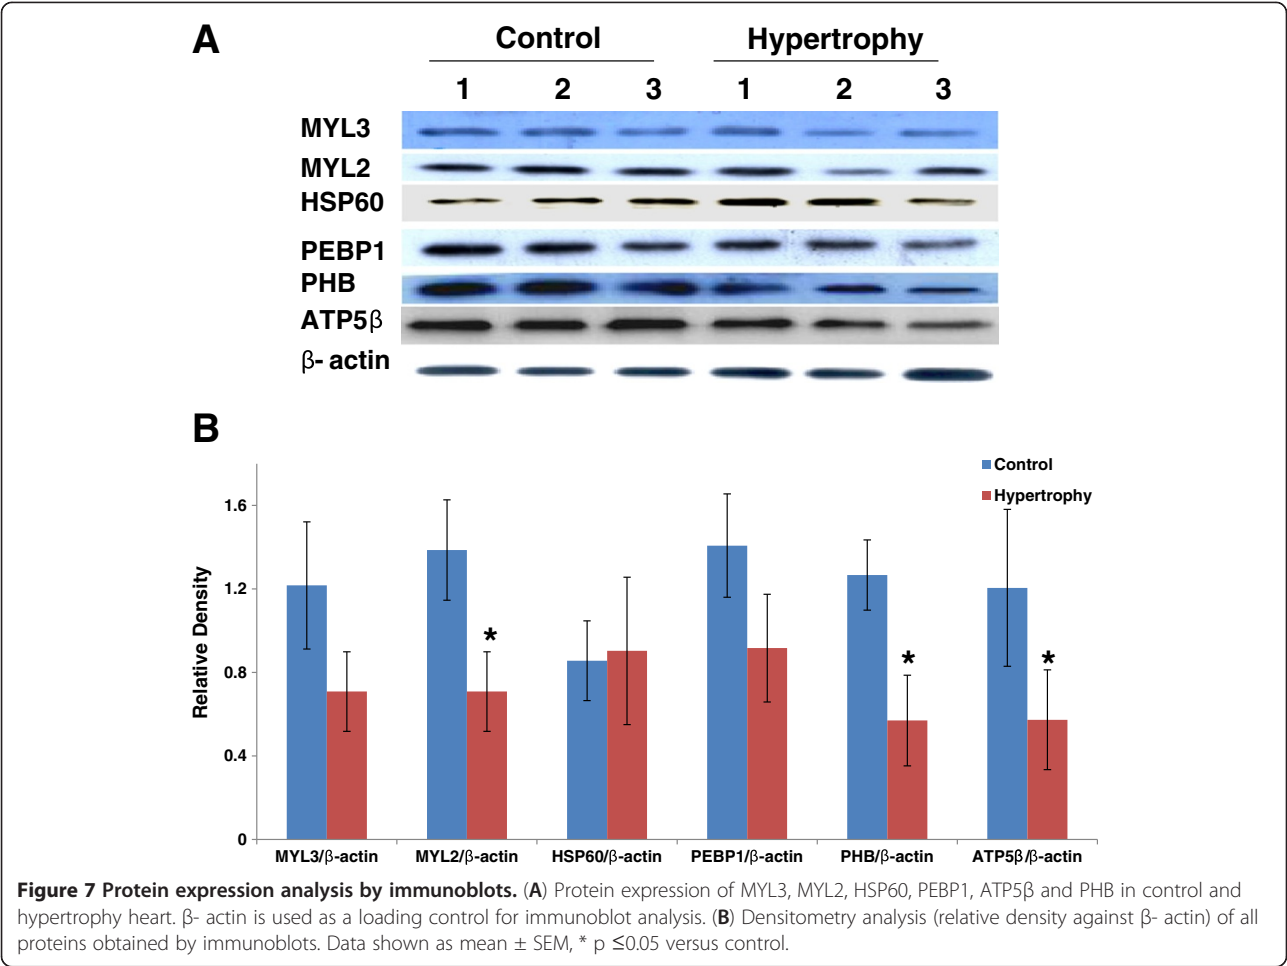 A
Control Hypertrophy
1 2 3 1 2 3
MYL3
MYL2
HSP60
PEBP1
PHB
ATP5β
β- actin
B
Control
Hypertrophy
Relative Density
1.6
1.2
0.8
0.4
0
*
*
*
MYL3/β-actin MYL2/β-actin HSP60/β-actin PEBP1/β-actin PHB/β-actin ATP5β/β-actin
Figure 7 Protein expression analysis by immunoblots. (A) Protein expression of MYL3, MYL2, HSP60, PEBP1, ATP5β and PHB in control and
hypertrophy heart. β- actin is used as a loading control for immunoblot analysis. (B) Densitometry analysis (relative density against β- actin) of all
proteins obtained by immunoblots. Data shown as mean ± SEM, * p ≤0.05 versus control.